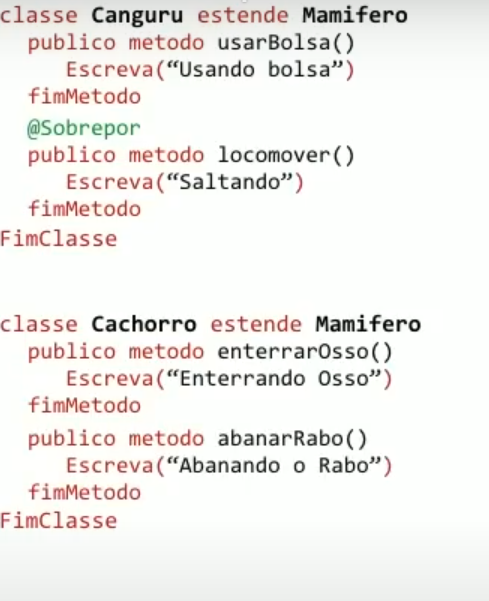 classe Canguru estende Mamifero
publico metodo usarBolsa()
Escreva(“Usando bolsa”)
fimMetodo
@Sobrepor
publico metodo locomover()
Escreva(“Saltando”)
fimMetodo
FimClasse
classe Cachorro estende Mamifero
publico metodo enterrarOsso()
Escreva(“Enterrando Osso”)
fimMetodo
publico metodo abanarRabo()
Escreva(“Abanando o Rabo”)
fimMetodo
FimClasse